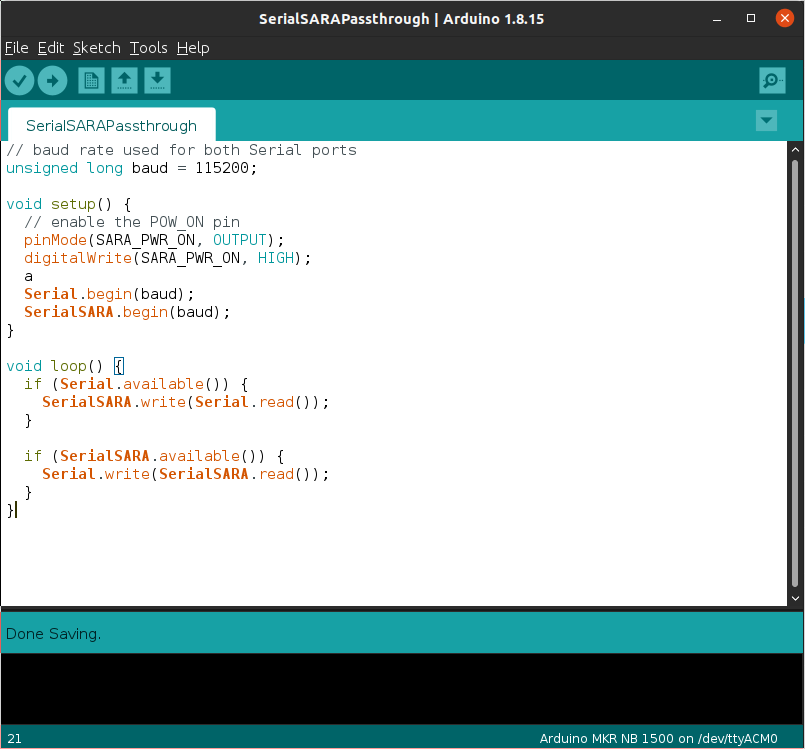 SerialSARAPassthrough | Arduino 1.8.15
File Edit Sketch Tools Help
SerialSARAPassthrough
// baud rate used for both Serial ports
unsigned long baud = 115200;
void setup() {
  // enable the POW_ON pin
  pinMode(SARA_PWR_ON, OUTPUT);
  digitalWrite(SARA_PWR_ON, HIGH);
  a
  Serial.begin(baud);
  SerialSARA.begin(baud);
}
void loop() {
  if (Serial.available()) {
    SerialSARA.write(Serial.read());
  }
  if (SerialSARA.available()) {
    Serial.write(SerialSARA.read());
  }
}
Done Saving.
21 Arduino MKR NB 1500 on /dev/ttyACM0